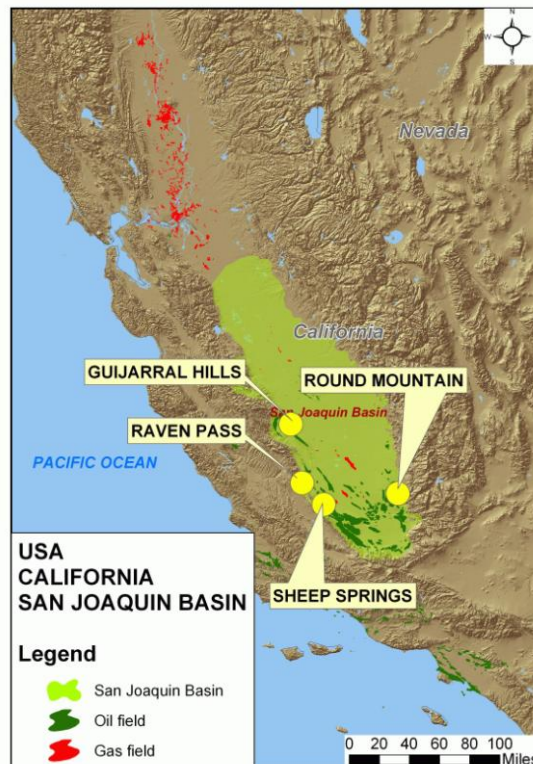 N
W
E
S
Nevada
California
GUIJARRAL HILLS
ROUND MOUNTAIN
San Joaquin Basin
RAVEN PASS
PACIFIC OCEAN
SHEEP SPRINGS
USA
CALIFORNIA
SAN JOAQUIN BASIN
Legend
San Joaquin Basin
Oil field
Gas field
0 20 40 60 80 100
Miles